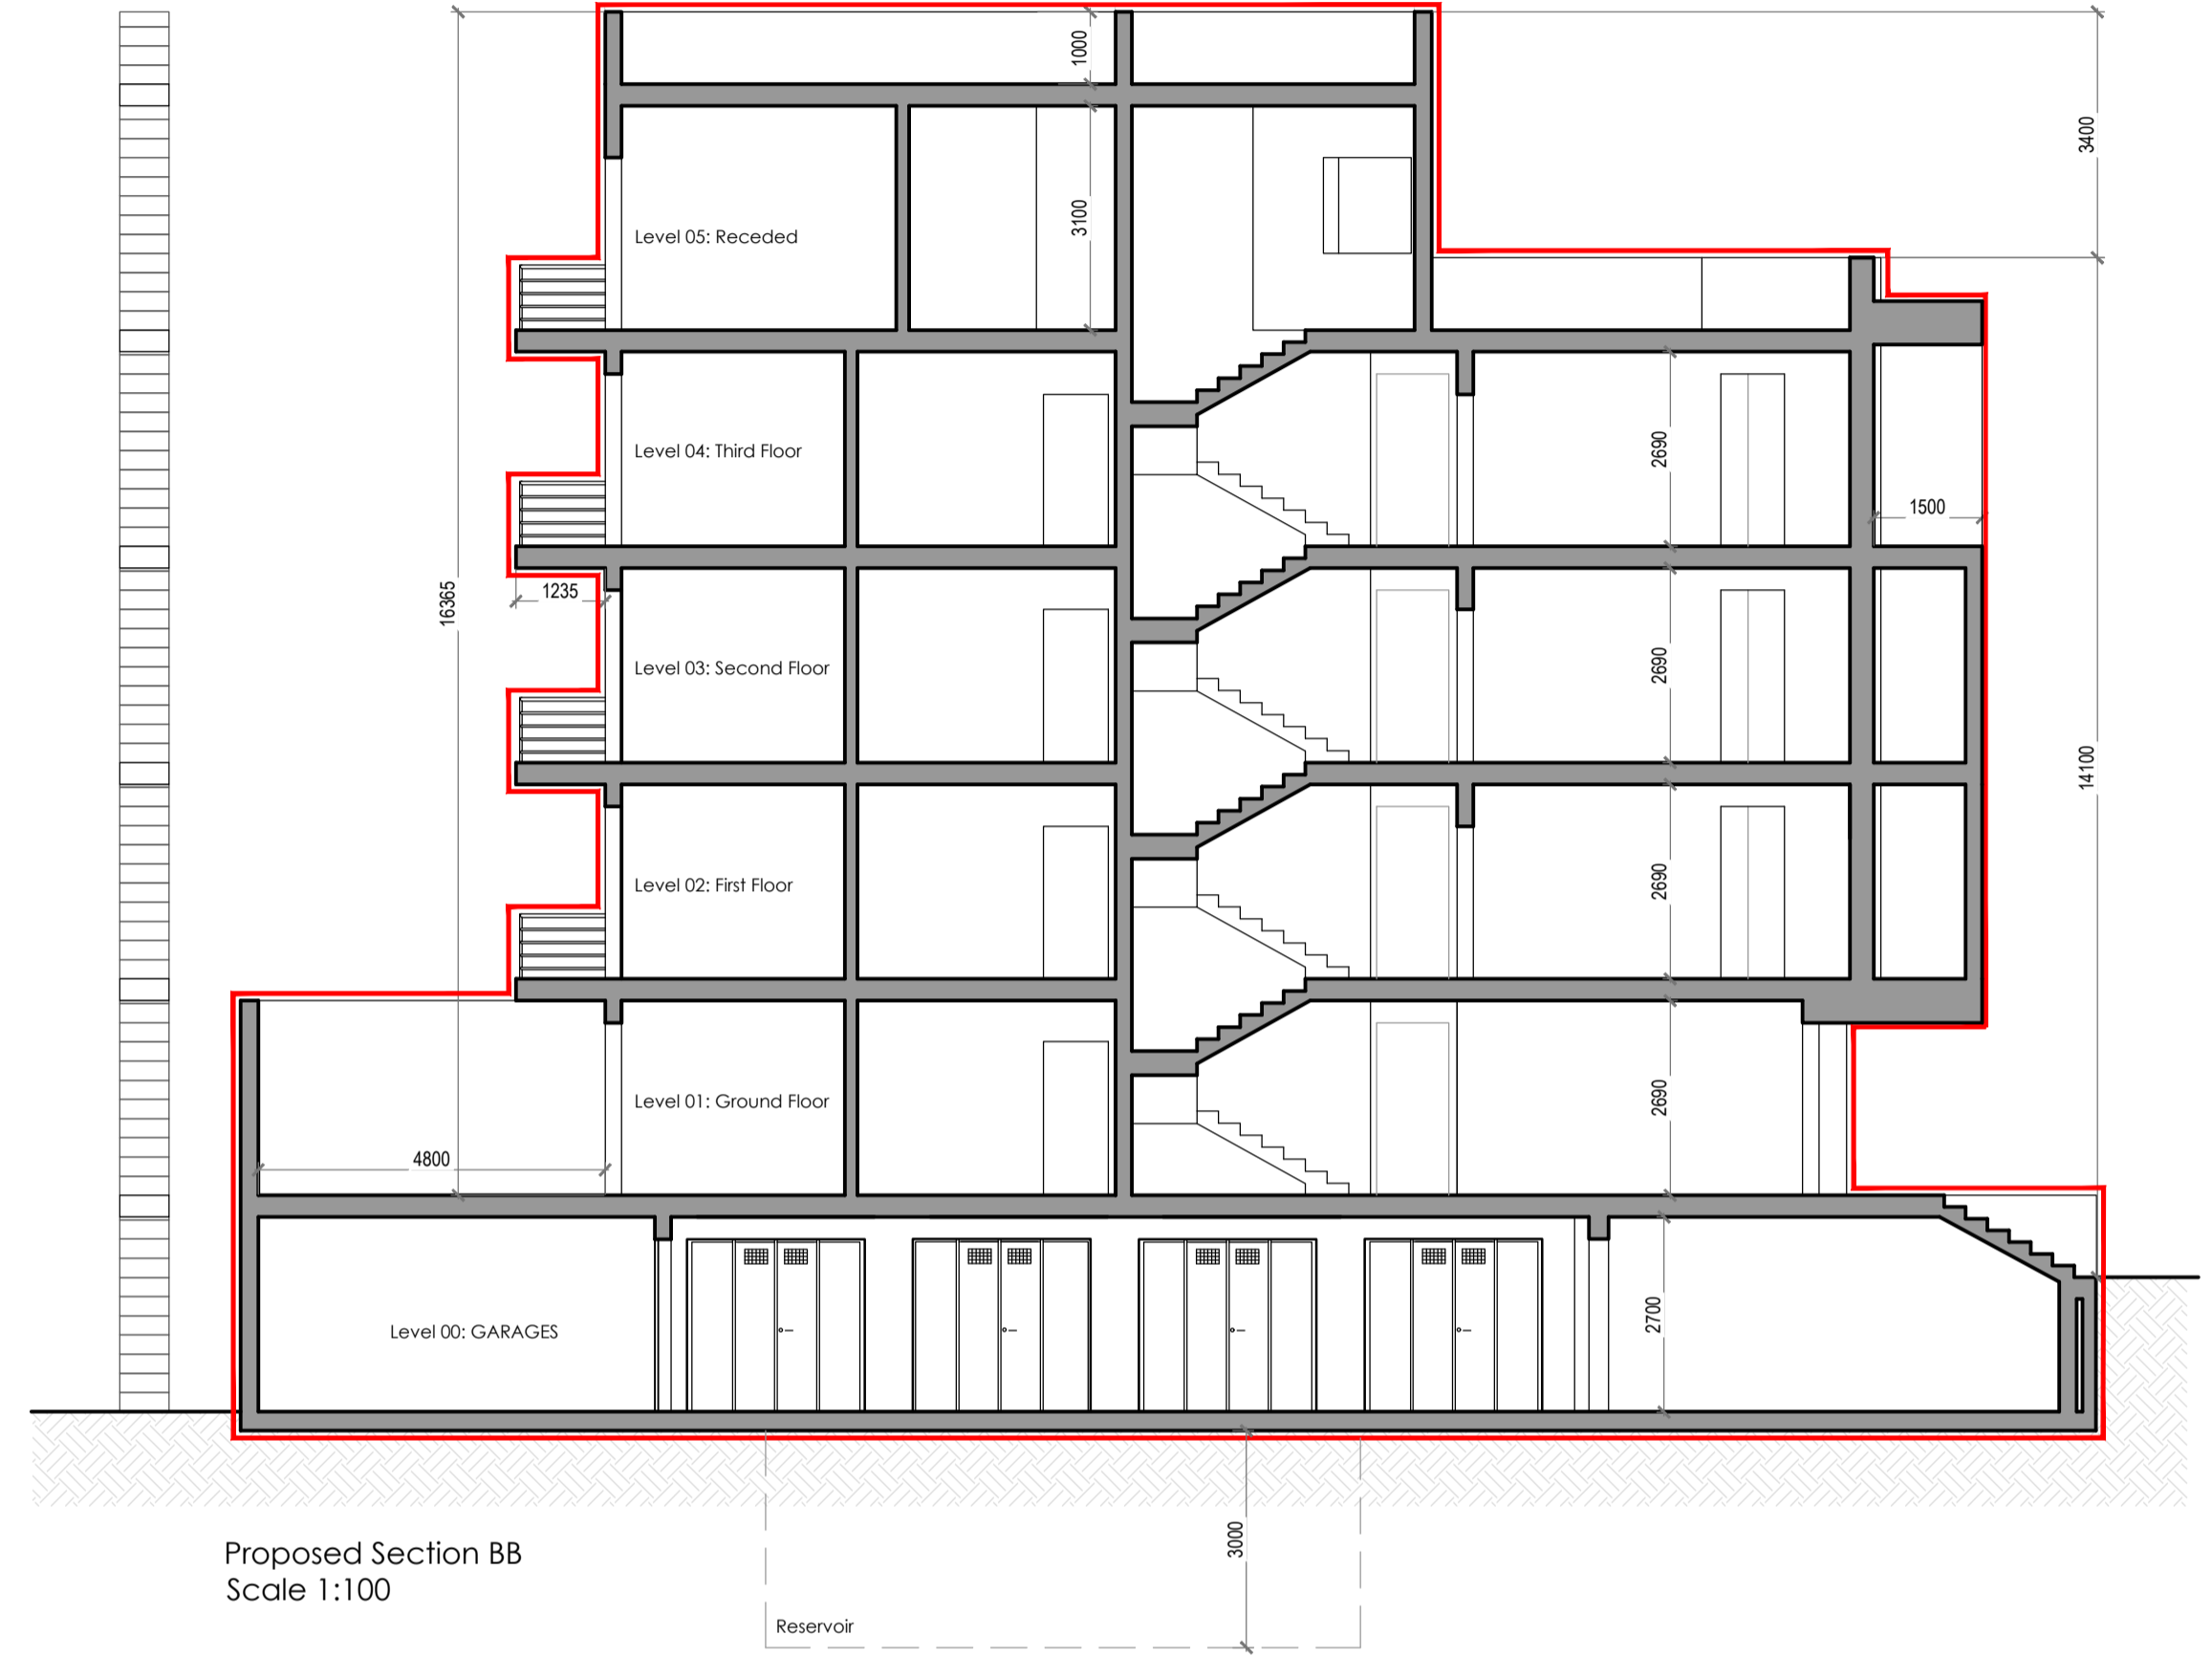 1000
3400
3100
Level 05: Receded
2690
Level 04: Third Floor
1500
1235
16365
2690
Level 03: Second Floor
14100
2690
Level 02: First Floor
2690
Level 01: Ground Floor
4800
2700
Level 00: GARAGES
3000
Proposed Section BB
Scale 1:100
Reservoir